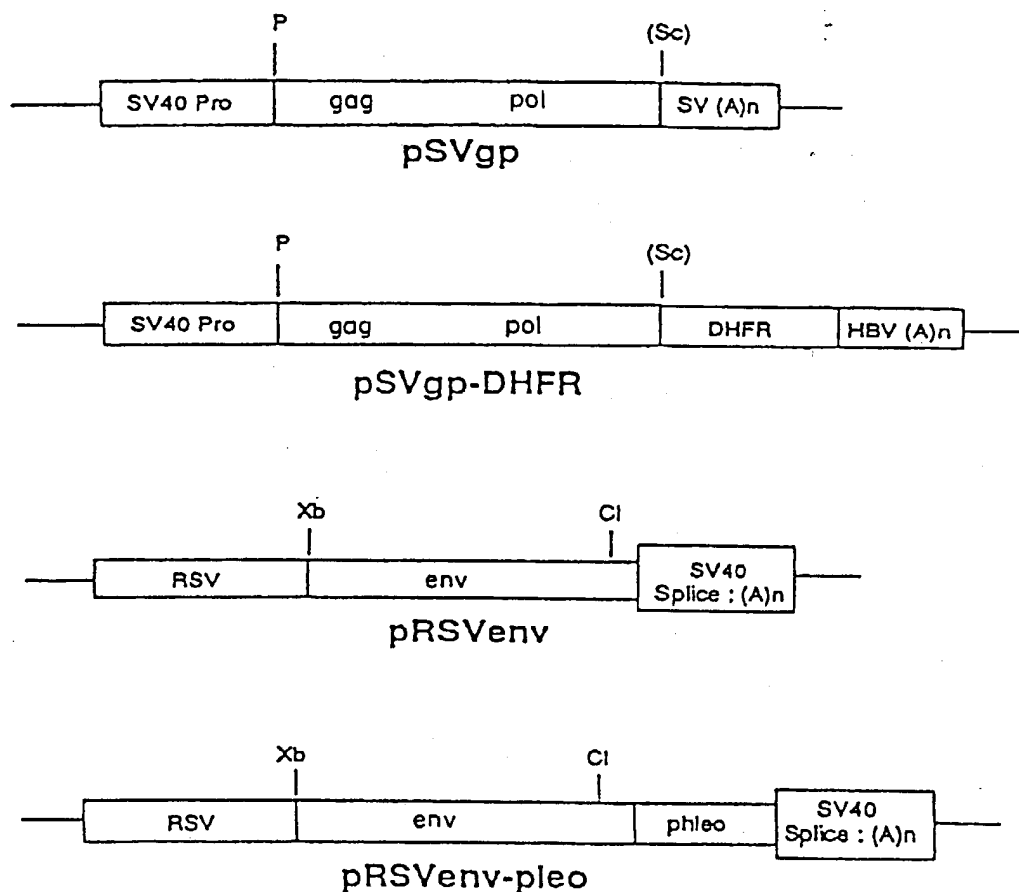 P (Sc)
SV40 Pro gag pol SV (A)n
pSVgp
P (Sc)
SV40 Pro gag pol DHFR HBV (A)n
pSVgp-DHFR
Xb Cl
RSV env SV40
Splice : (A)n
pRSVenv
Xb Cl
RSV env phleo SV40
Splice : (A)n
pRSVenv-pleo